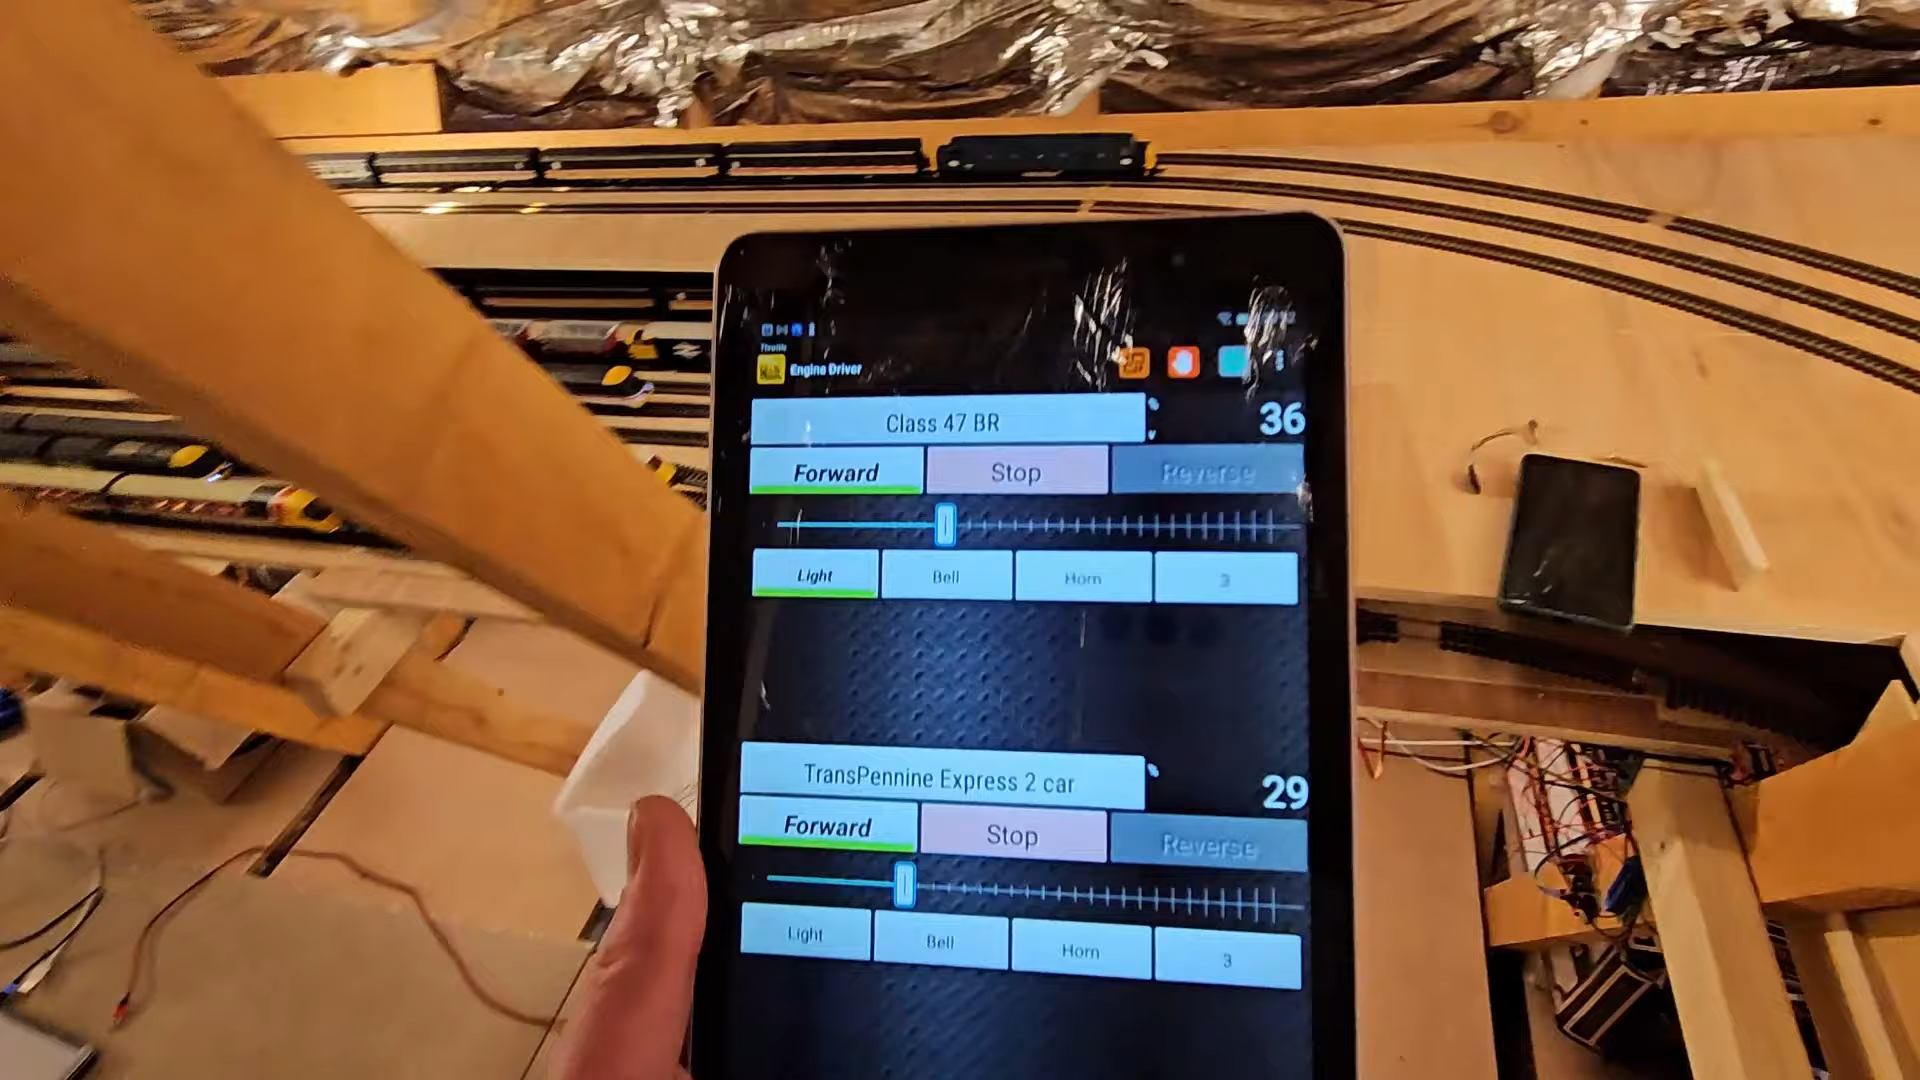 Throttle
Engine Driver
Class 47 BR
36
Forward Stop Reverse
Light Bell Horn 3
TransPennine Express 2 car
29
Forward Stop Reverse
Light Bell Horn 3